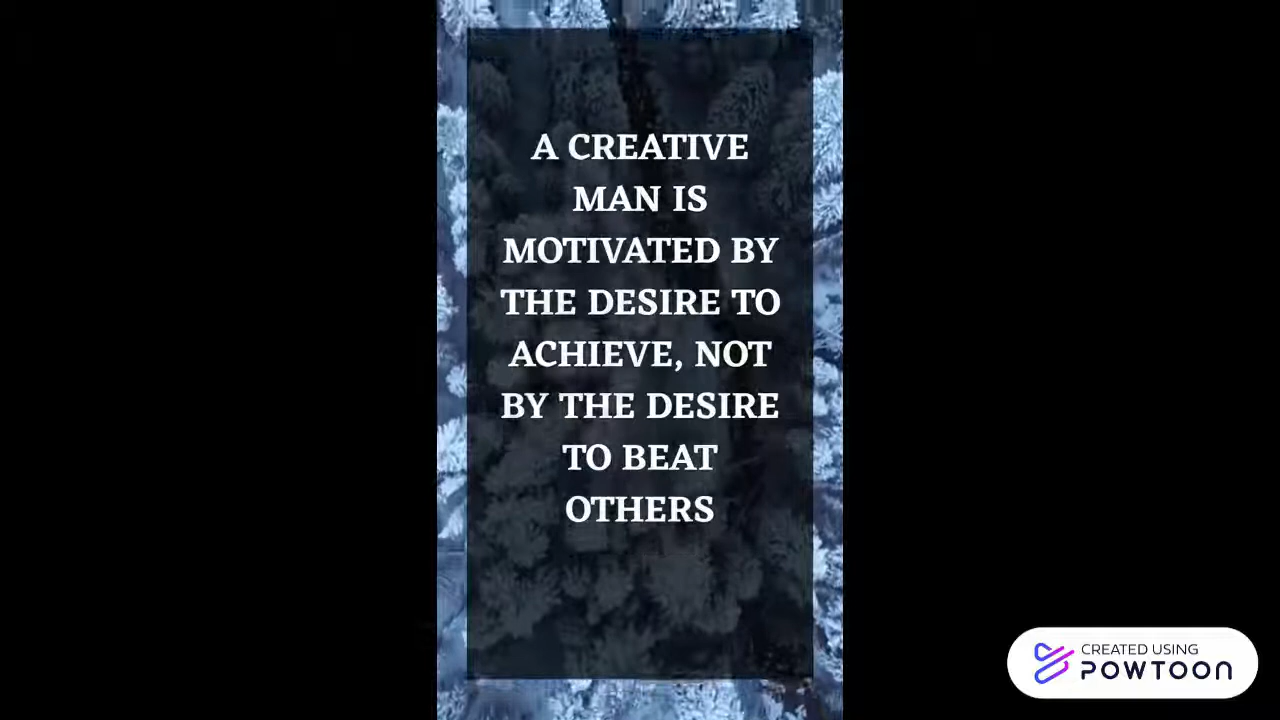 A CREATIVE
MAN IS
MOTIVATED BY
THE DESIRE TO
ACHIEVE, NOT
BY THE DESIRE
TO BEAT
OTHERS
CREATED USING
POWTOON